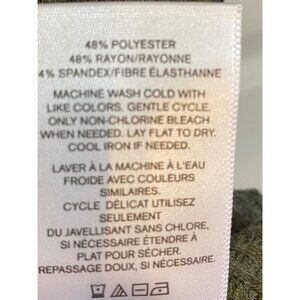 48% POLYESTER
48% RAYON/RAYONNE
4% SPANDEX/FIBRE ÉLASTHANNE
MACHINE WASH COLD WITH
LIKE COLORS. GENTLE CYCLE,
ONLY NON-CHLORINE BLEACH
WHEN NEEDED. LAY FLAT TO DRY.
COOL IRON IF NEEDED.
LAVER À LA MACHINE À L'EAU
FROIDE AVEC COULEURS
SIMILAIRES.
CYCLE DÉLICAT UTILISEZ
SEULEMENT
DU JAVELLISANT SANS CHLORE,
SI NÉCESSAIRE ÉTENDRE À
PLAT POUR SÉCHER.
REPASSAGE DOUX, SI NÉCESSAIRE